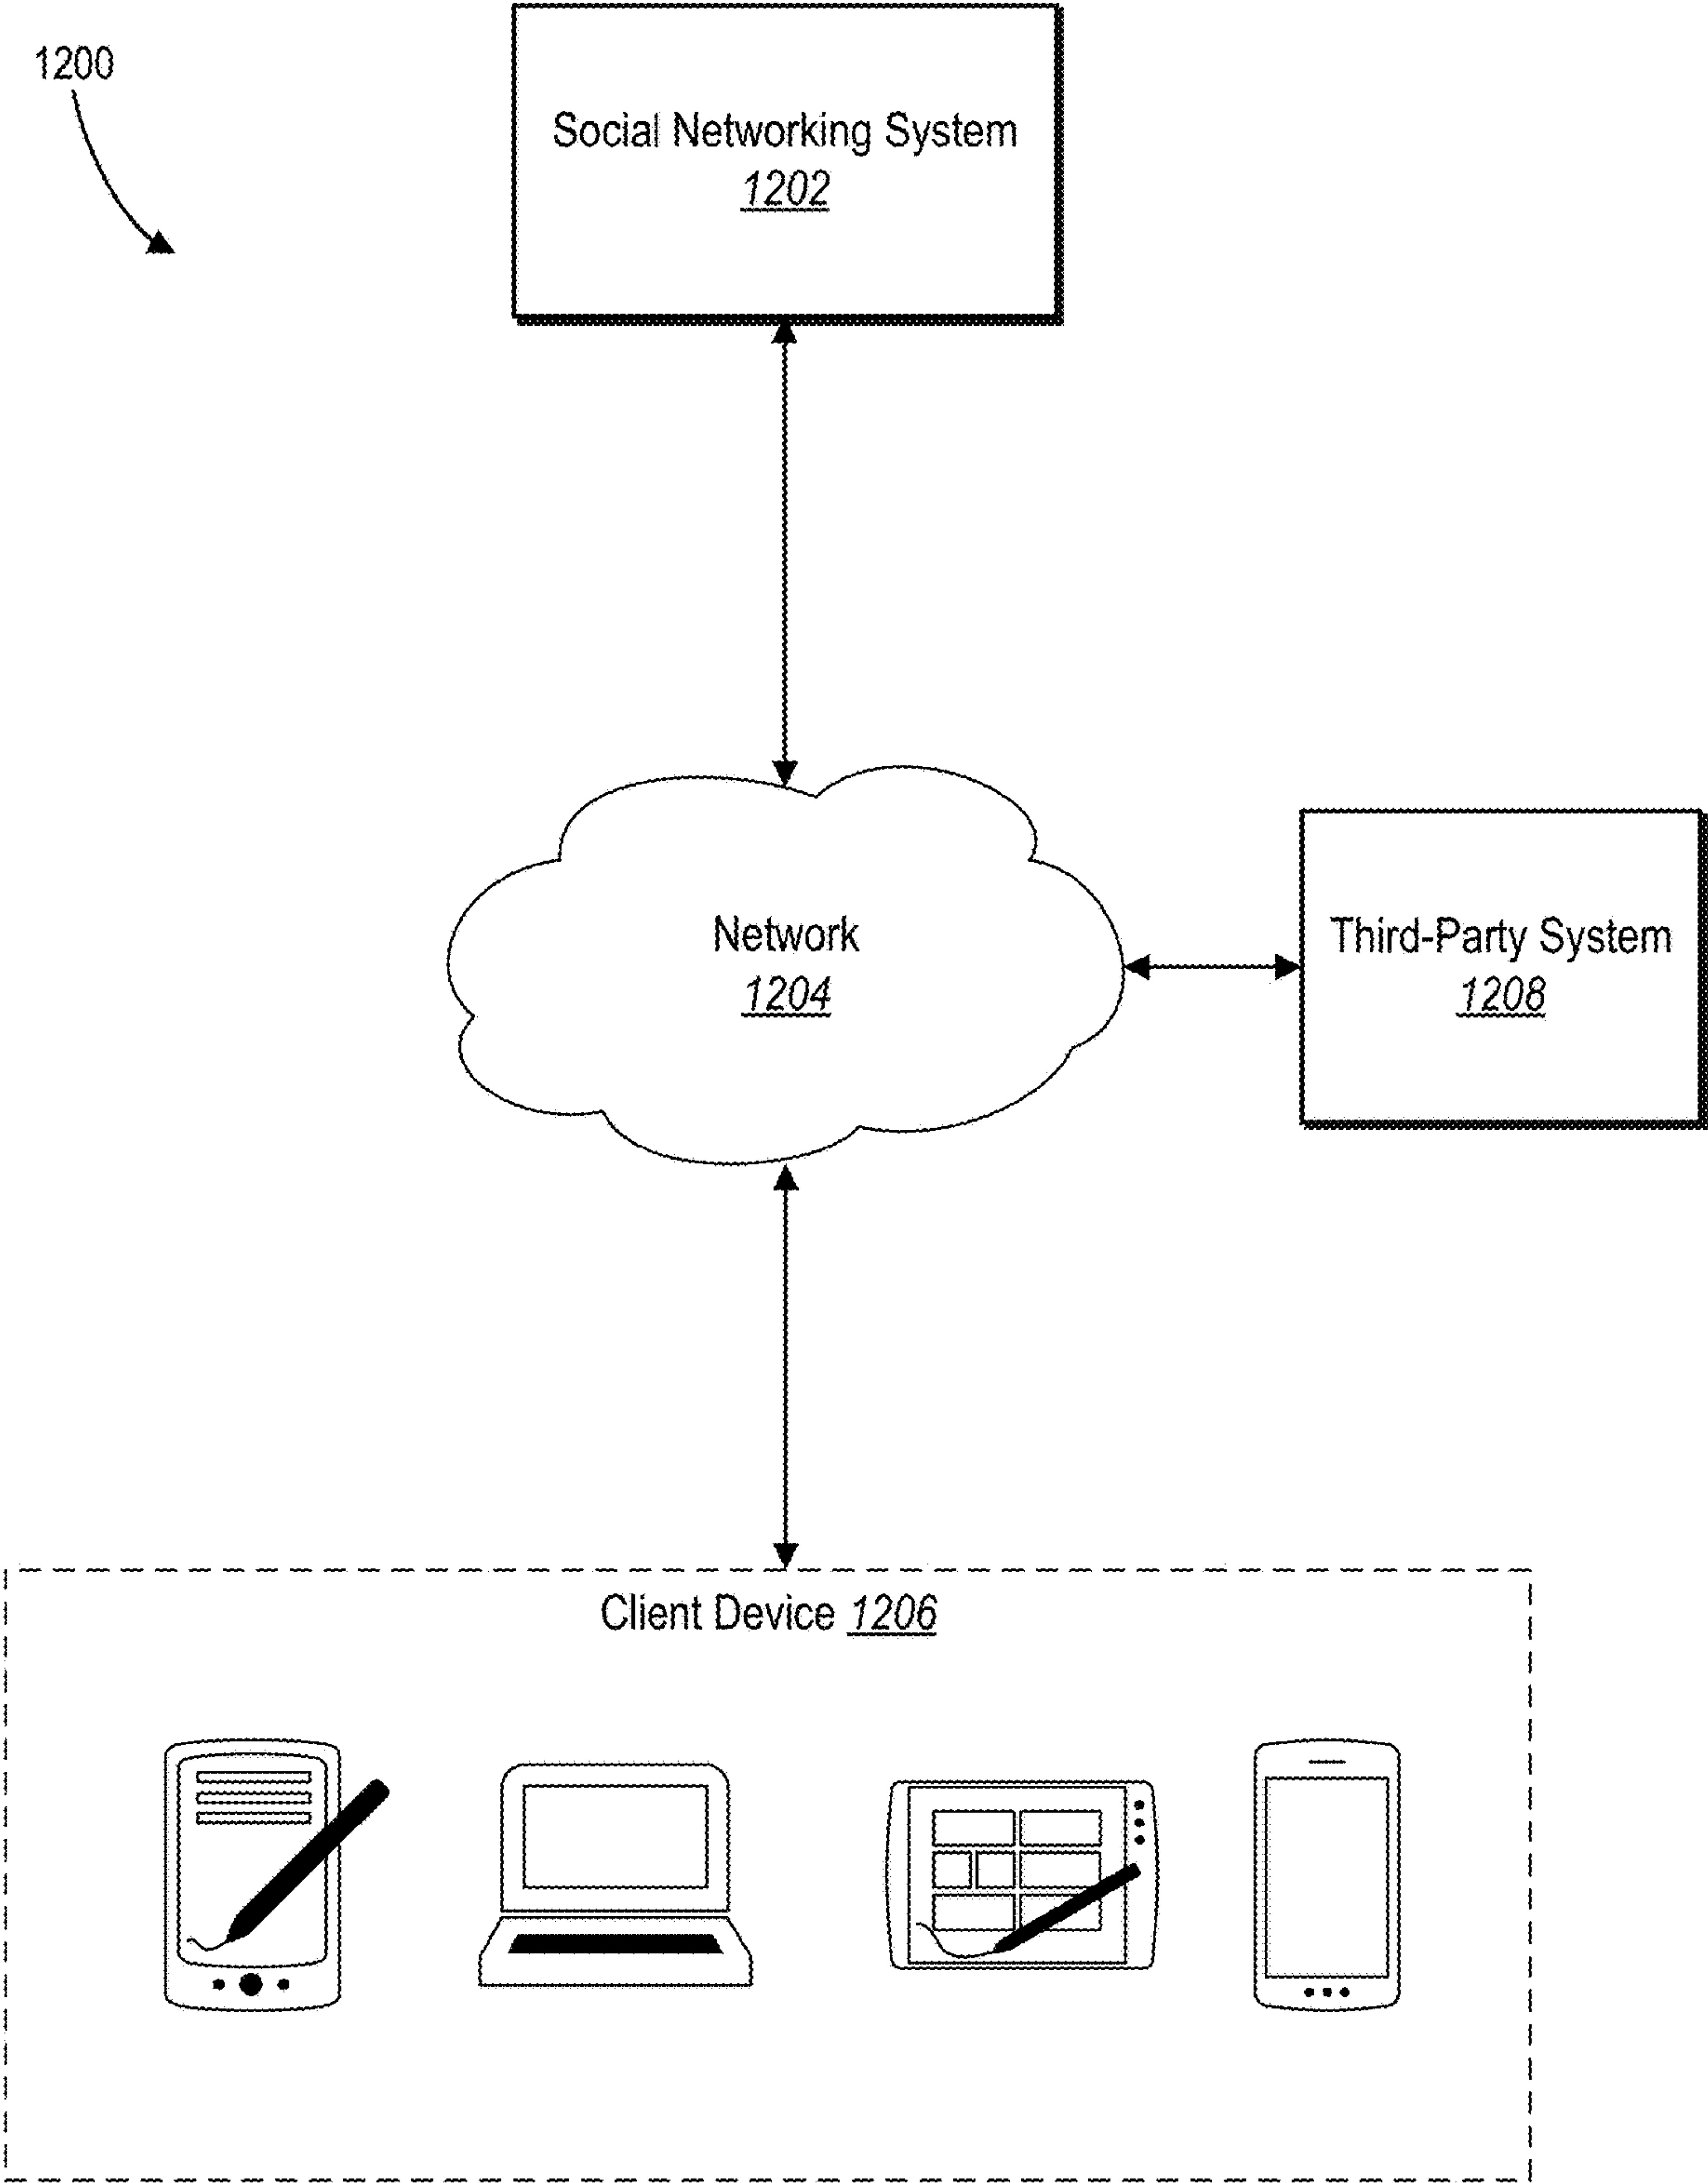 1200
Social Networking System
1202
Network
1204
Third-Party System
1208
Client Device 1206